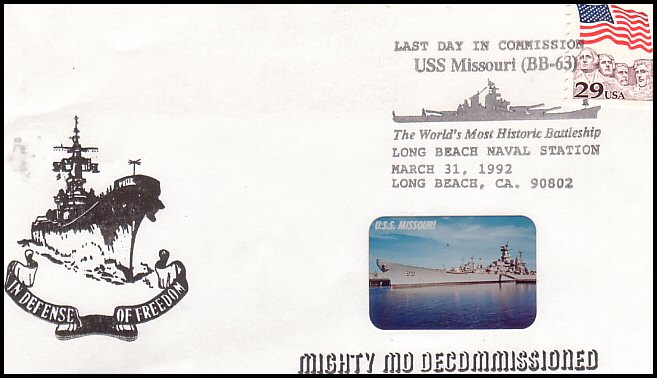 LAST DAY IN COMMISSION
USS Missouri (BB-63)
29 USA
The World's Most Historic Battleship
LONG BEACH NAVAL STATION
MARCH 31, 1992
LONG BEACH, CA. 90802
U.S.S. MISSOURI
63
IN DEFENSE OF FREEDOM
MIGHTY MO DECOMMISSIONED